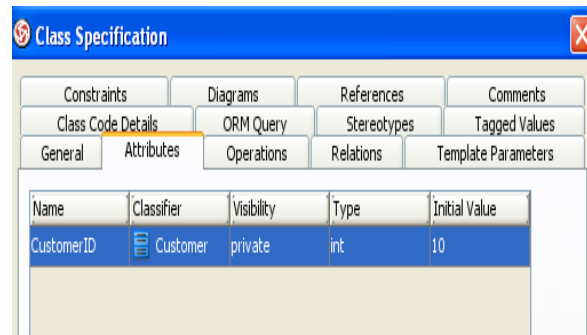 Class Specification
Constraints Diagrams References Comments
Class Code Details ORM Query Stereotypes Tagged Values
General Attributes Operations Relations Template Parameters
Name Classifier Visibility Type Initial Value
CustomerID Customer private int 10